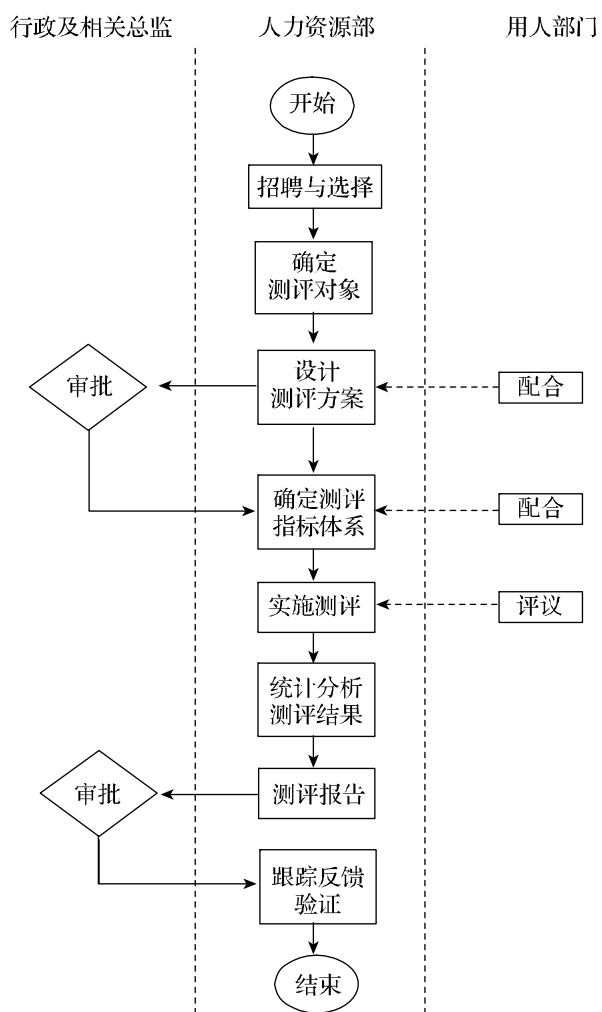 行政及相关总监
人力资源部
用人部门
开始
招聘与选择
确定
测评对象
设计
测评方案
审批
配合
确定测评
指标体系
配合
实施测评
评议
统计分析
测评结果
审批
测评报告
跟踪反馈
验证
结束